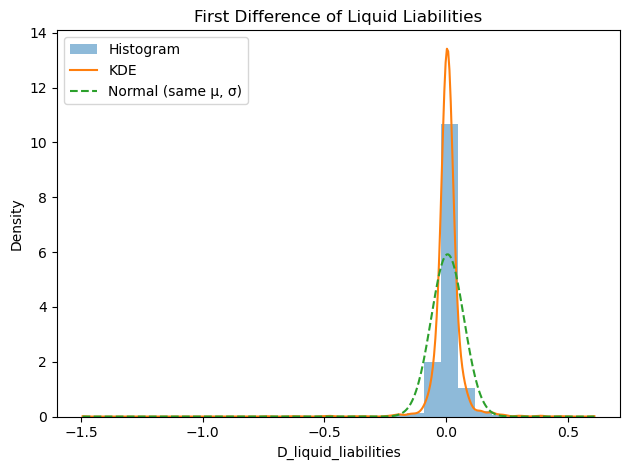 First Difference of Liquid Liabilities
Histogram
KDE
Normal (same μ, σ)
Density
14
12
10
8
6
4
2
0
−1.5
−1.0
−0.5
0.0
0.5
D_liquid_liabilities